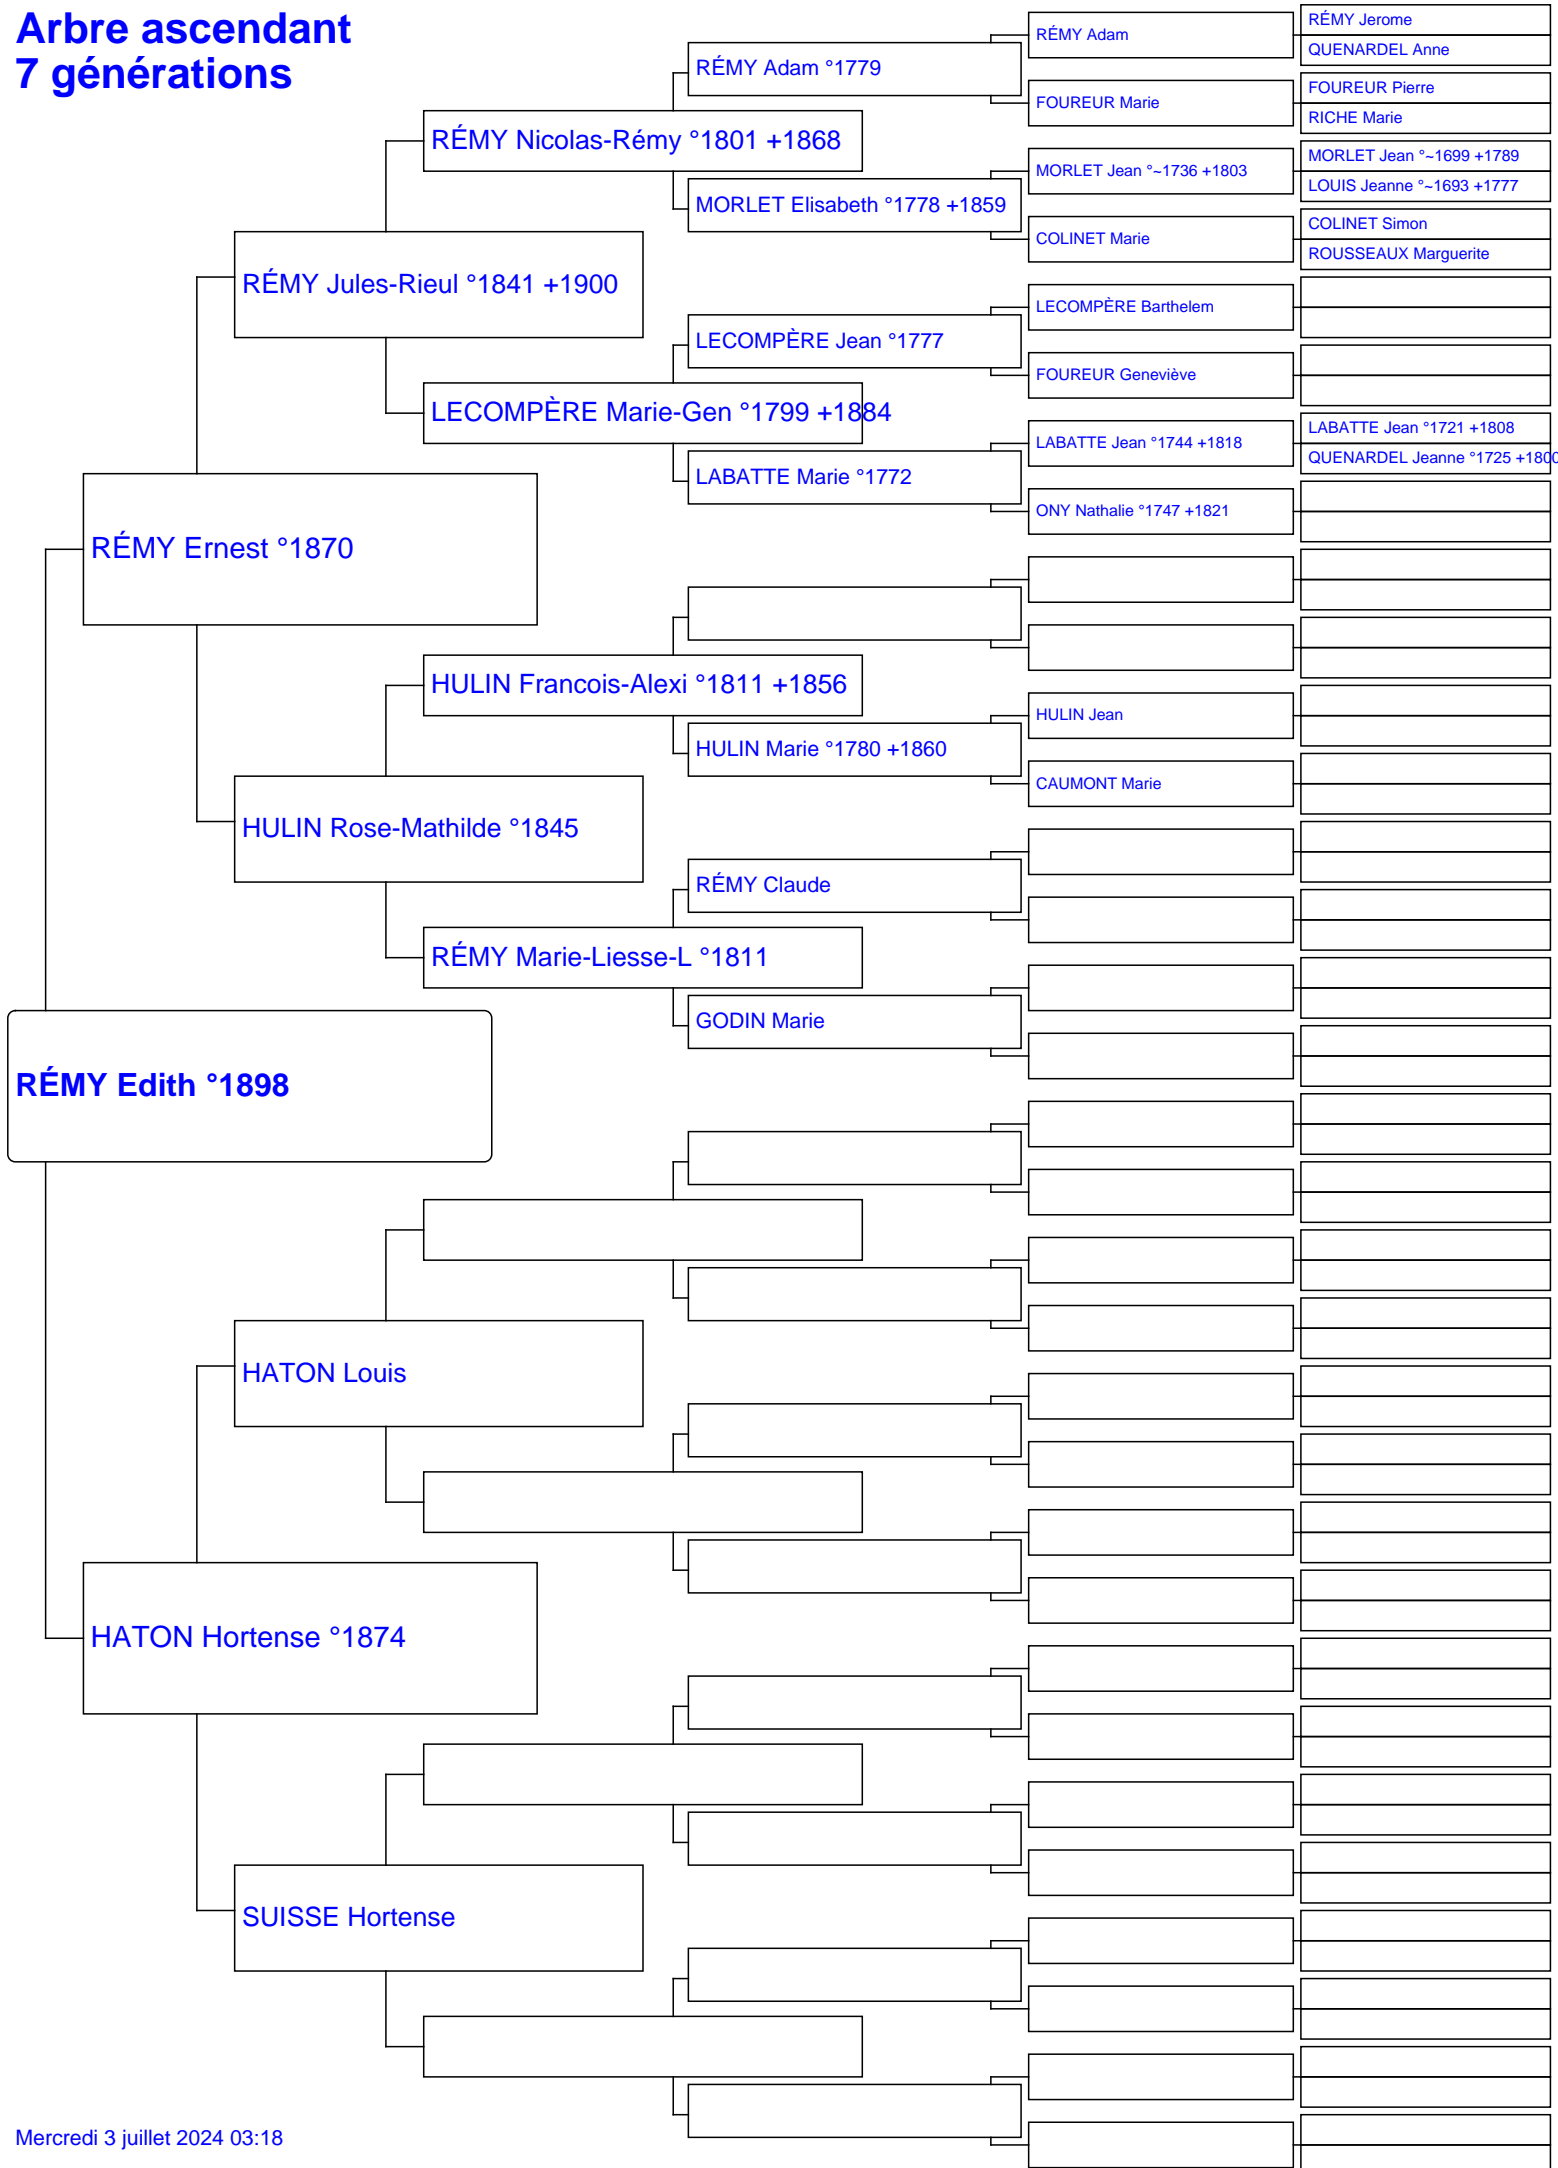 Arbre ascendant
7 générations
RÉMY Edith °1898
RÉMY Ernest °1870
HATON Hortense °1874
RÉMY Jules-Rieul °1841 +1900
HULIN Rose-Mathilde °1845
HATON Louis
SUISSE Hortense
RÉMY Nicolas-Rémy °1801 +1868
LECOMPÈRE Marie-Gen °1799 +1884
HULIN Francois-Alexi °1811 +1856
RÉMY Marie-Liesse-L °1811
RÉMY Adam °1779
MORLET Elisabeth °1778 +1859
LECOMPÈRE Jean °1777
LABATTE Marie °1772
HULIN Marie °1780 +1860
RÉMY Claude
GODIN Marie
RÉMY Adam
FOUREUR Marie
MORLET Jean °~1736 +1803
COLINET Marie
LECOMPÈRE Barthelem
FOUREUR Geneviève
LABATTE Jean °1744 +1818
ONY Nathalie °1747 +1821
HULIN Jean
CAUMONT Marie
RÉMY Jerome
QUENARDEL Anne
FOUREUR Pierre
RICHE Marie
MORLET Jean °~1699 +1789
LOUIS Jeanne °~1693 +1777
COLINET Simon
ROUSSEAUX Marguerite
LABATTE Jean °1721 +1808
QUENARDEL Jeanne °1725 +1800
Mercredi 3 juillet 2024 03:18